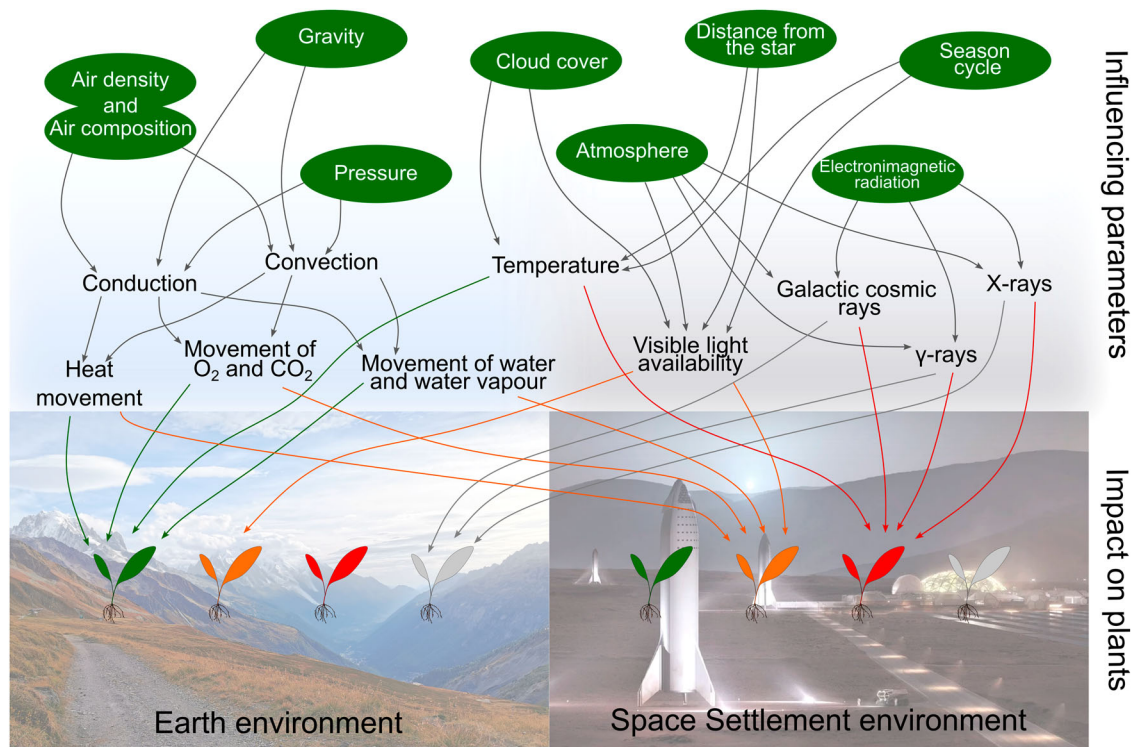 Gravity
Cloud cover
Distance from
the star
Season
cycle
Air density
and
Air composition
Pressure
Atmosphere
Electronimagnetic
radiation
Influencing parameters
Conduction
Convection
Temperature
Galactic cosmic
rays
X-rays
Heat
movement
Movement of
O₂ and CO₂
Movement of water
and water vapour
Visible light
availability
γ-rays
Impact on plants
Earth environment
Space Settlement environment